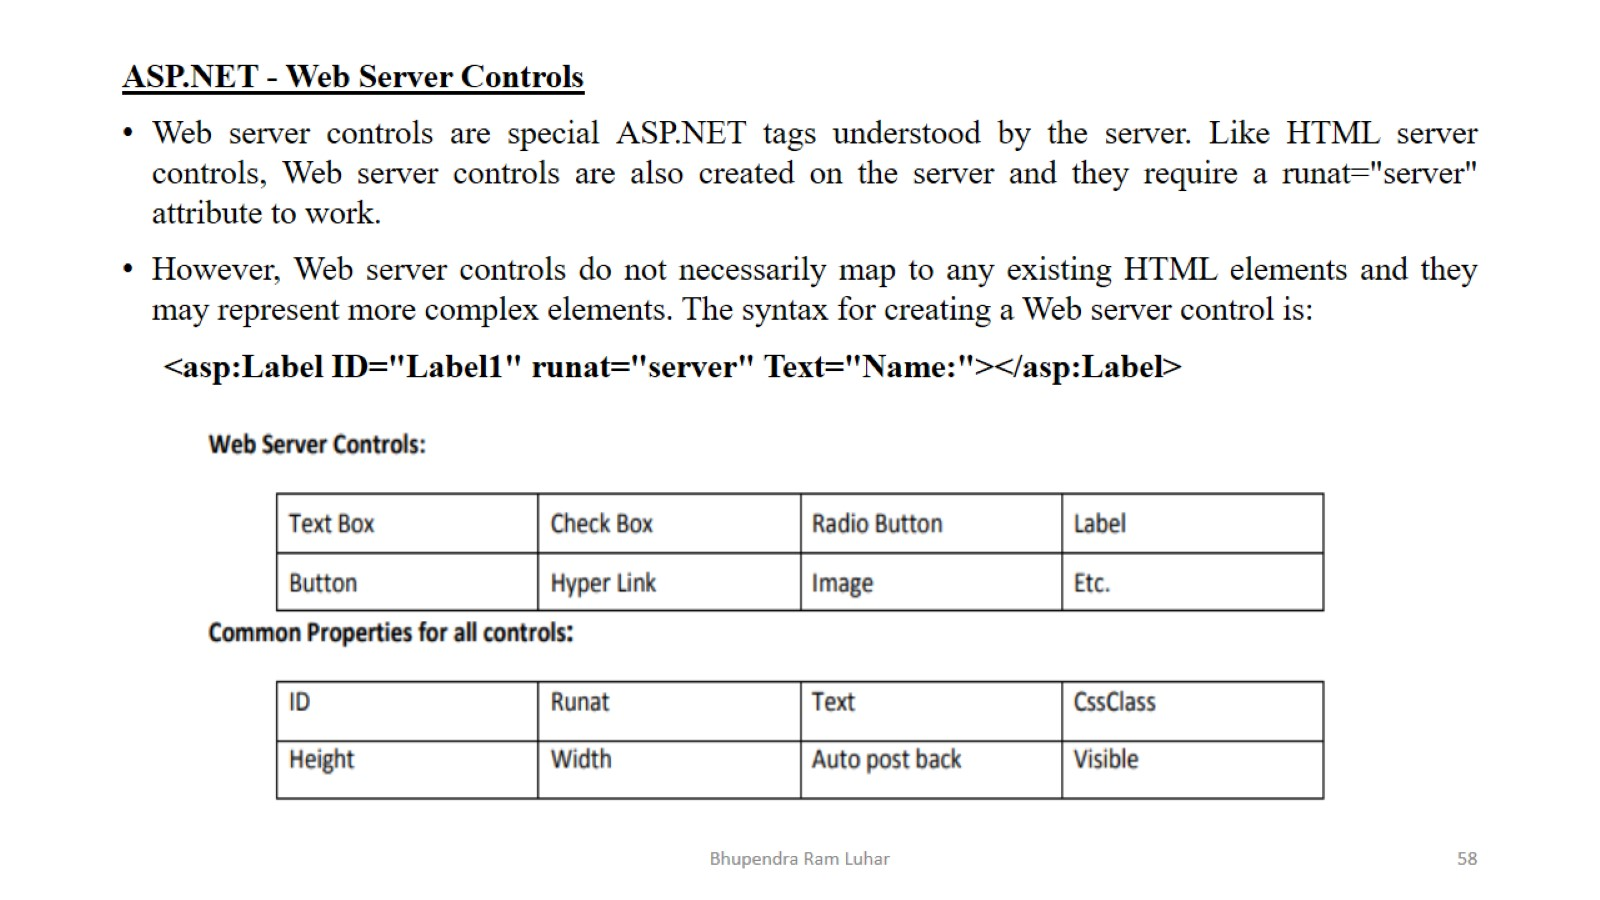 ASP.NET - Web Server Controls
• Web server controls are special ASP.NET tags understood by the server. Like HTML server
controls, Web server controls are also created on the server and they require a runat="server"
attribute to work.
• However, Web server controls do not necessarily map to any existing HTML elements and they
may represent more complex elements. The syntax for creating a Web server control is:
<asp:Label ID="Label1" runat="server" Text="Name:"></asp:Label>
Web Server Controls:
Text Box Check Box Radio Button Label
Button Hyper Link Image Etc.
Common Properties for all controls:
ID Runat Text CssClass
Height Width Auto post back Visible
Bhupendra Ram Luhar 58